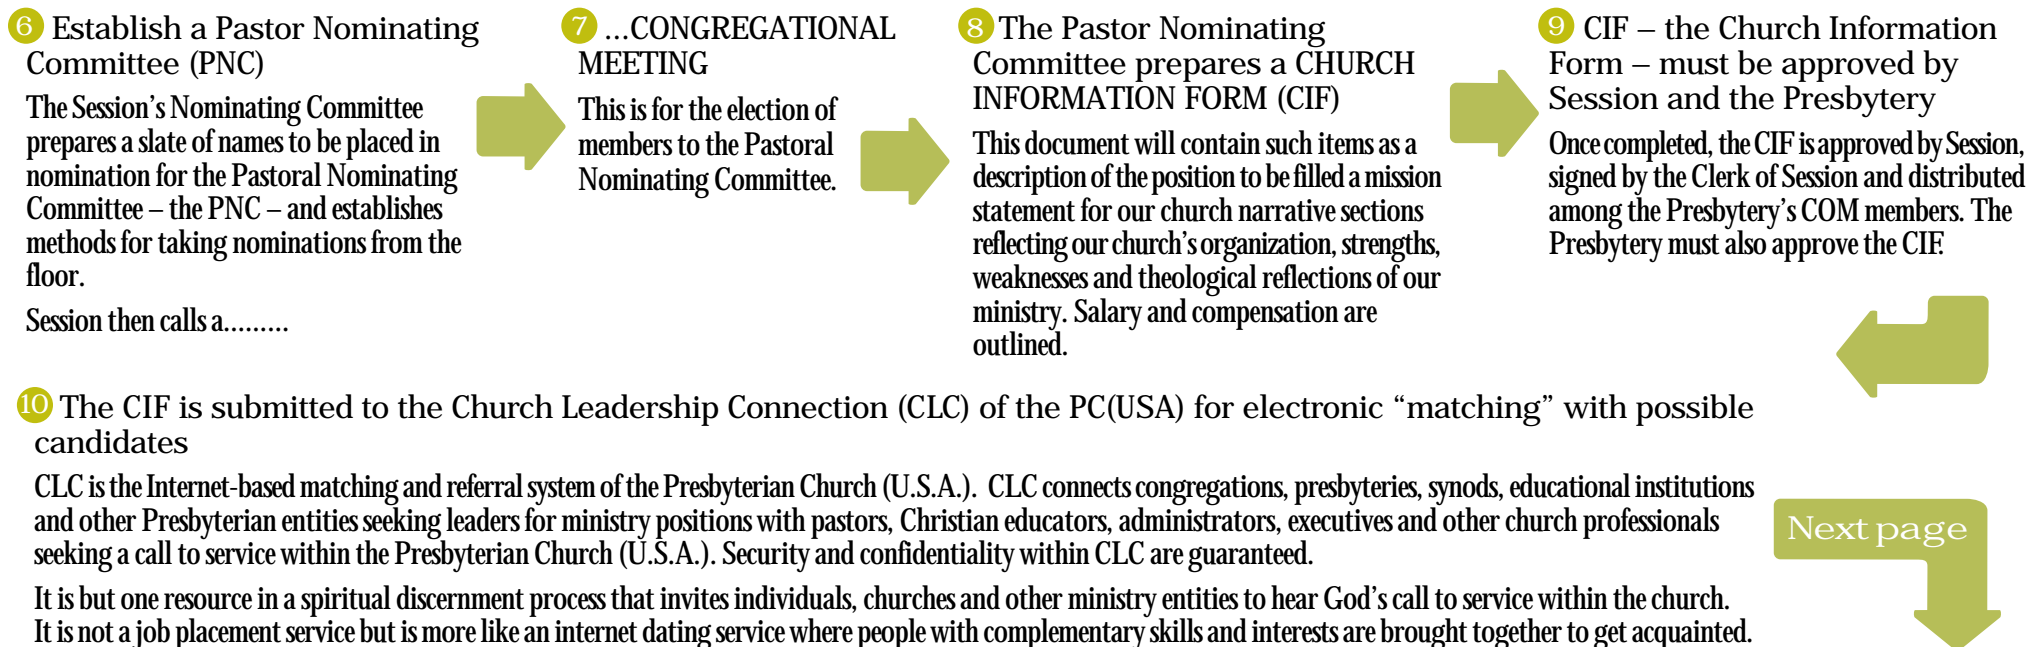 6 Establish a Pastor Nominating
Committee (PNC)
The Session’s Nominating Committee
prepares a slate of names to be placed in
nomination for the Pastoral Nominating
Committee – the PNC – and establishes
methods for taking nominations from the
floor.
Session then calls a.........
7 ...CONGREGATIONAL
MEETING
This is for the election of
members to the Pastoral
Nominating Committee.
8 The Pastor Nominating
Committee prepares a CHURCH
INFORMATION FORM (CIF)
This document will contain such items as a
description of the position to be filled a mission
statement for our church narrative sections
reflecting our church’s organization, strengths,
weaknesses and theological reflections of our
ministry. Salary and compensation are
outlined.
9 CIF – the Church Information
Form – must be approved by
Session and the Presbytery
Once completed, the CIF is approved by Session,
signed by the Clerk of Session and distributed
among the Presbytery’s COM members. The
Presbytery must also approve the CIF.
10 The CIF is submitted to the Church Leadership Connection (CLC) of the PC(USA) for electronic “matching” with possible
candidates
CLC is the Internet-based matching and referral system of the Presbyterian Church (U.S.A.). CLC connects congregations, presbyteries, synods, educational institutions
and other Presbyterian entities seeking leaders for ministry positions with pastors, Christian educators, administrators, executives and other church professionals
seeking a call to service within the Presbyterian Church (U.S.A.). Security and confidentiality within CLC are guaranteed.
It is but one resource in a spiritual discernment process that invites individuals, churches and other ministry entities to hear God’s call to service within the church.
It is not a job placement service but is more like an internet dating service where people with complementary skills and interests are brought together to get acquainted.
Next page